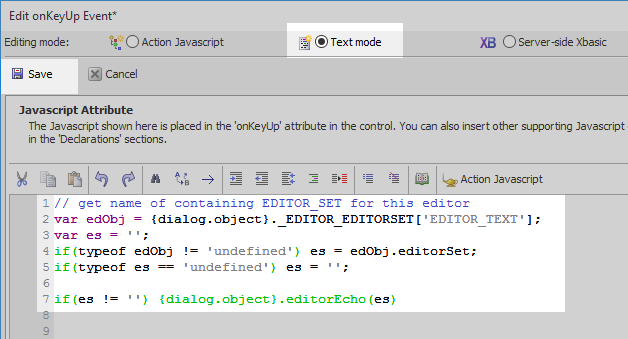 Edit onKeyUp Event*
Editing mode: Action Javascript Text mode XB Server-side Xbasic
Save Cancel
Javascript Attribute
The Javascript shown here is placed in the 'onKeyUp' attribute in the control. You can also insert other supporting Javascript
in the 'Declarations' sections.
Action Javascript
1 // get name of containing EDITOR_SET for this editor
2 var edObj = {dialog.object}._EDITOR_EDITORSET['EDITOR_TEXT'];
3 var es = '';
4 if(typeof edObj != 'undefined') es = edObj.editorSet;
5 if(typeof es == 'undefined') es = '';
6
7 if(es != '') {dialog.object}.editorEcho(es)
8
9